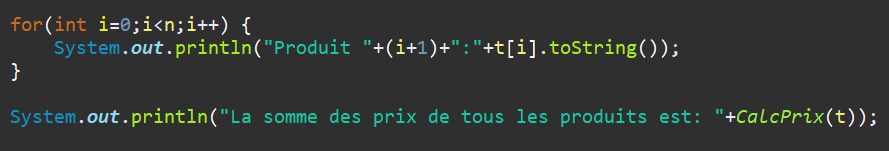 for(int i=0;i<n;i++) {
    System.out.println("Produit "+(i+1)+":"+t[i].toString());
}
System.out.println("La somme des prix de tous les produits est: "+CalcPrix(t));